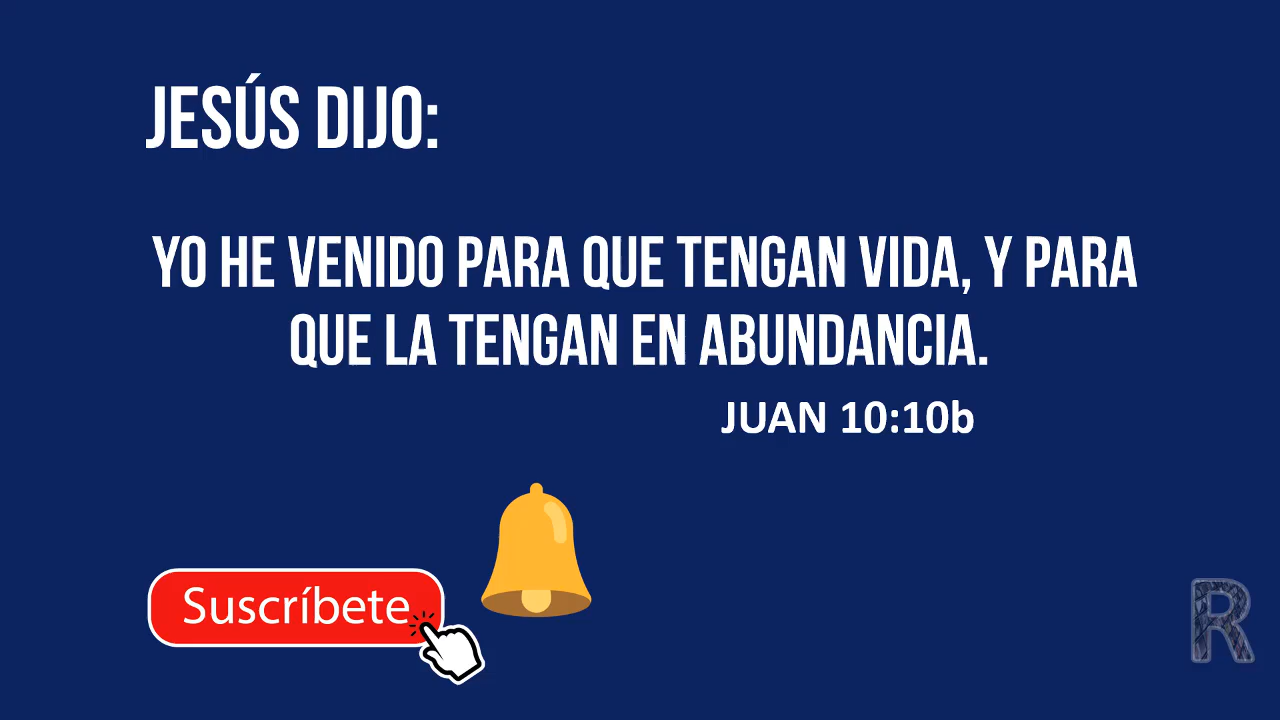 JESÚS DIJO:
YO HE VENIDO PARA QUE TENGAN VIDA, Y PARA
QUE LA TENGAN EN ABUNDANCIA.
JUAN 10:10b
Suscríbete
R